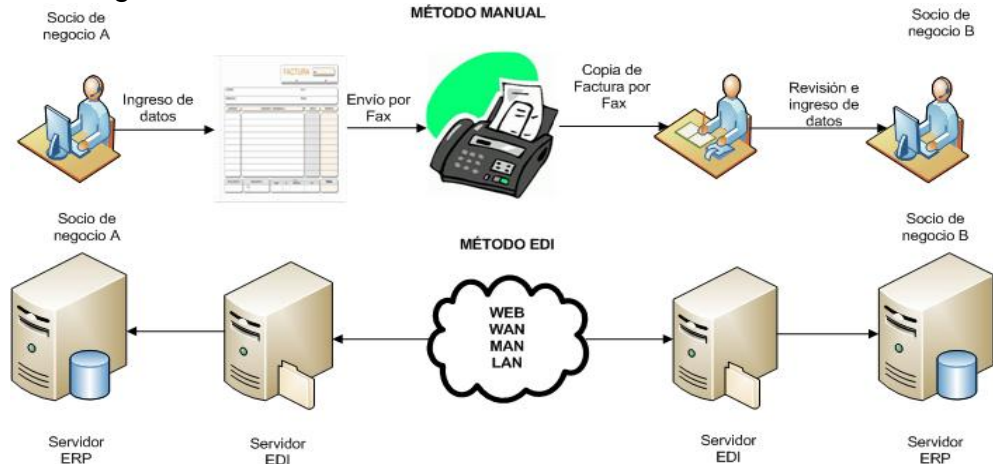 MÉTODO MANUAL
Socio de
negocio A
Socio de
negocio B
Ingreso de
datos
FACTURA
Envío por
Fax
Copia de
Factura por
Fax
Revisión e
ingreso de
datos
Socio de
negocio A
MÉTODO EDI
Socio de
negocio B
WEB
WAN
MAN
LAN
Servidor
ERP
Servidor
EDI
Servidor
EDI
Servidor
ERP